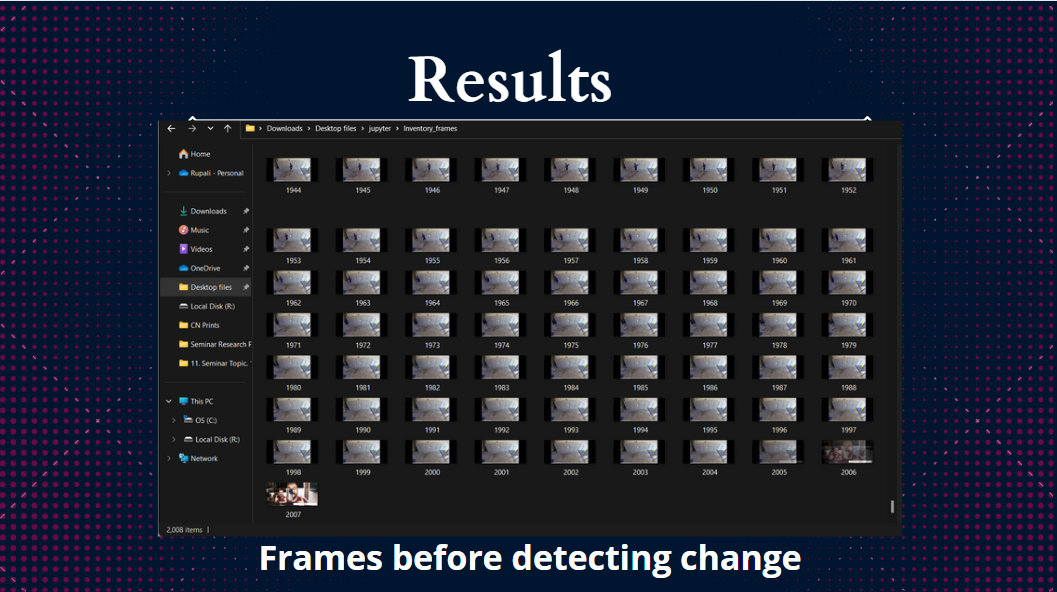 Results
Downloads > Desktop files > jupyter > Inventory_frames
Home
Rupali - Personal
Downloads
Music
Videos
OneDrive
Desktop files
Local Disk (R:)
CN Prints
Seminar Research P
11. Seminar Topic.
This PC
OS (C:)
Local Disk (R:)
Network
1944 1945 1946 1947 1948 1949 1950 1951 1952
1953 1954 1955 1956 1957 1958 1959 1960 1961
1962 1963 1964 1965 1966 1967 1968 1969 1970
1971 1972 1973 1974 1975 1976 1977 1978 1979
1980 1981 1982 1983 1984 1985 1986 1987 1988
1989 1990 1991 1992 1993 1994 1995 1996 1997
1998 1999 2000 2001 2002 2003 2004 2005 2006
2007
2,008 items
Frames before detecting change